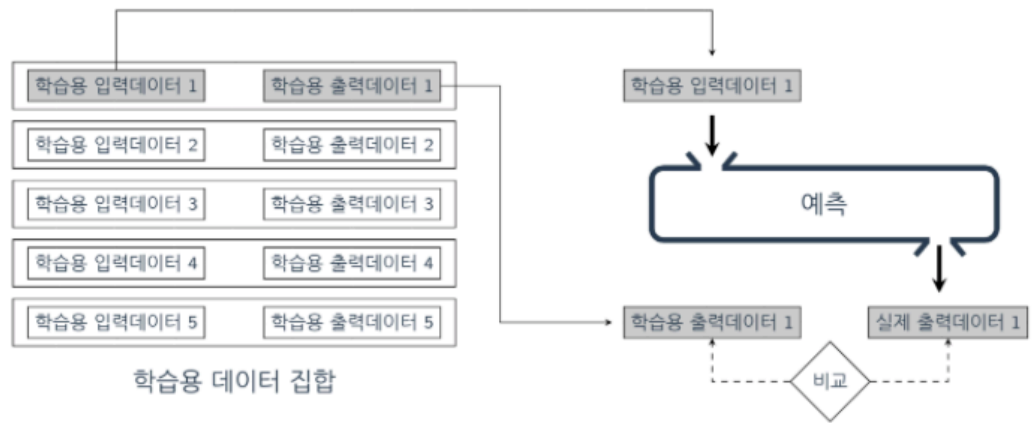 학습용 입력데이터 1
학습용 출력데이터 1
학습용 입력데이터 2
학습용 출력데이터 2
학습용 입력데이터 3
학습용 출력데이터 3
학습용 입력데이터 4
학습용 출력데이터 4
학습용 입력데이터 5
학습용 출력데이터 5
학습용 데이터 집합
학습용 입력데이터 1
예측
학습용 출력데이터 1
실제 출력데이터 1
비교